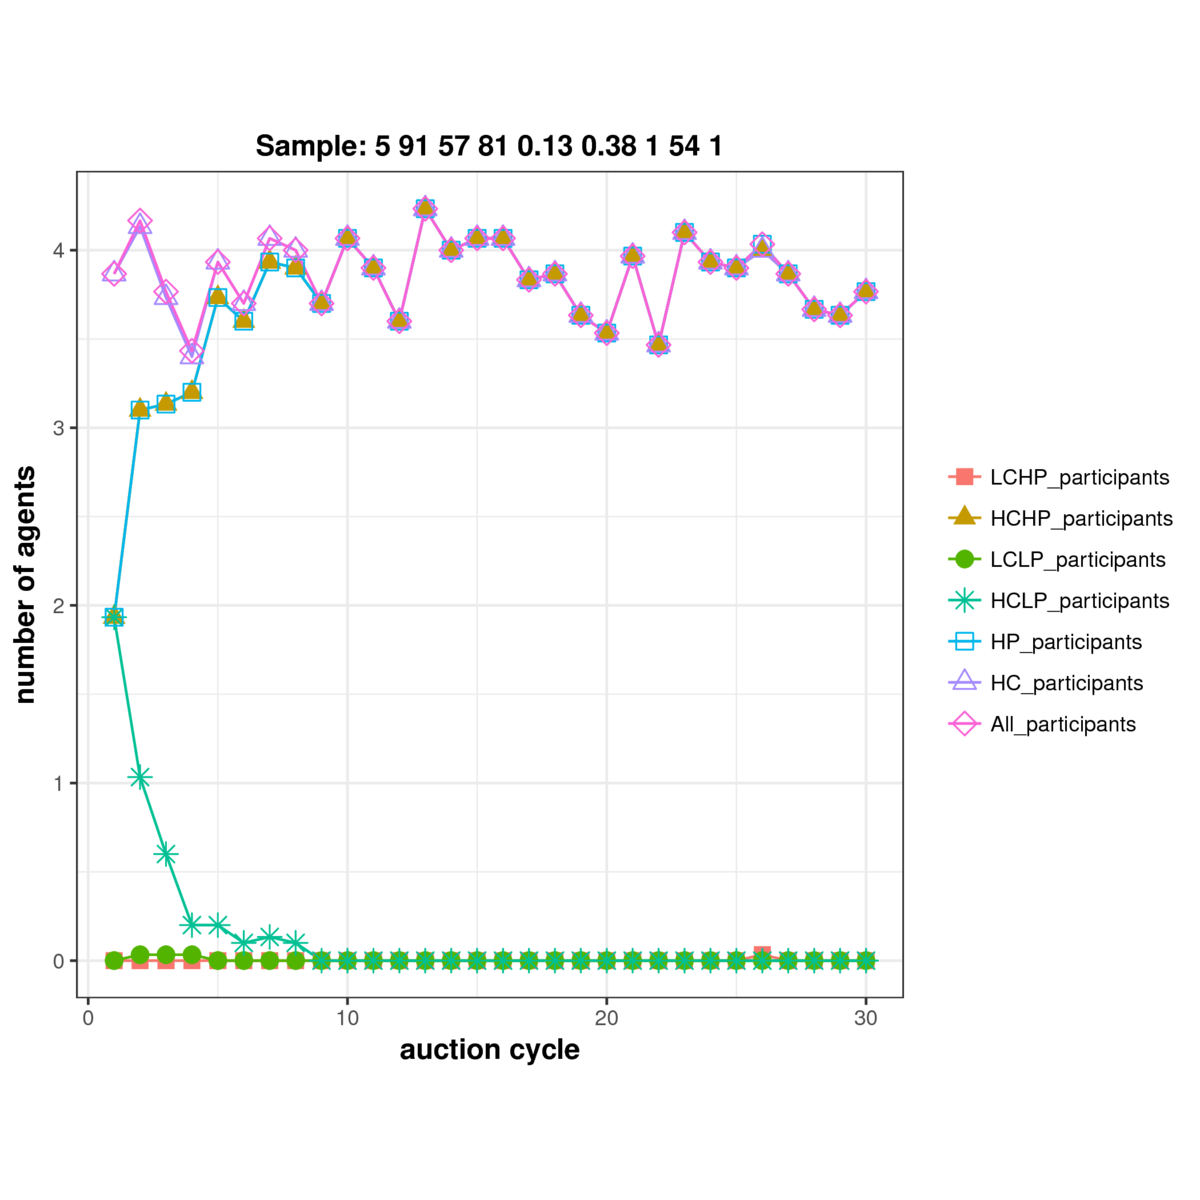 Sample: 5 91 57 81 0.13 0.38 1 54 1
number of agents
4
3
2
1
0
0 10 20 30
auction cycle
LCHP_participants
HCHP_participants
LCLP_participants
HCLP_participants
HP_participants
HC_participants
All_participants